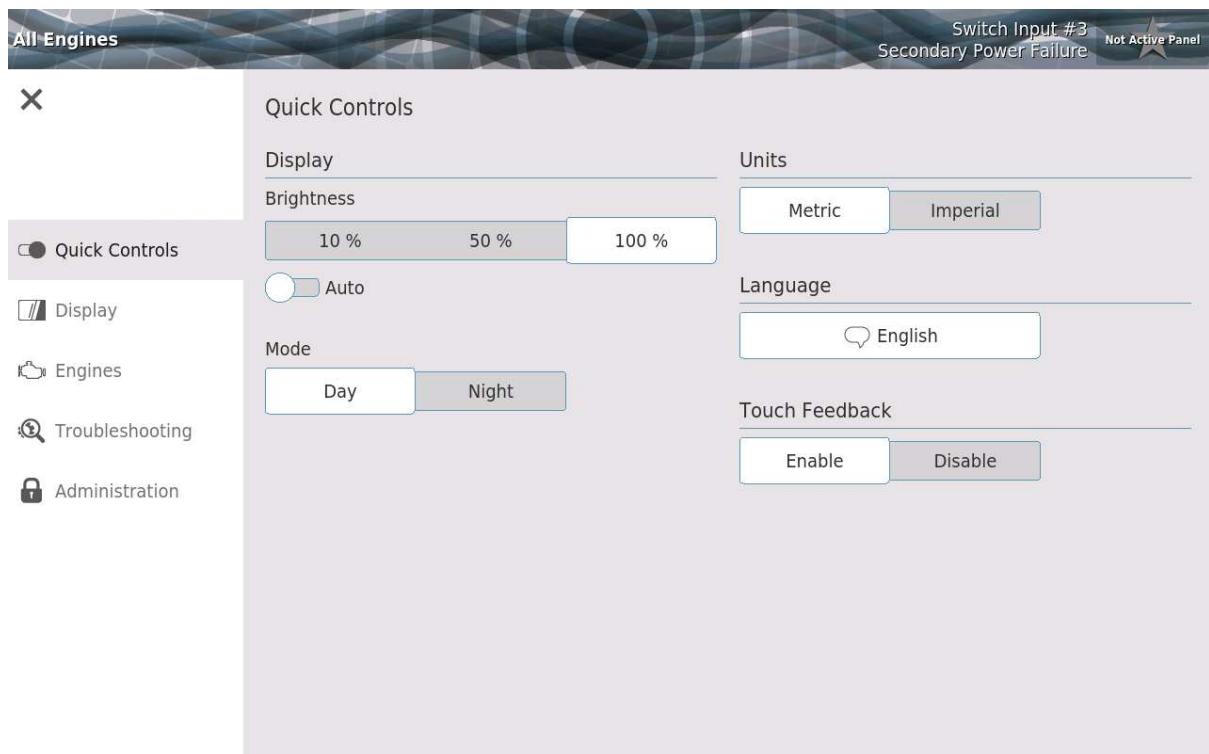 All Engines
Switch Input #3
Secondary Power Failure
Not Active Panel
Quick Controls
Display
Engines
Troubleshooting
Administration
Quick Controls
Display
Brightness
10 % 50 % 100 %
Auto
Mode
Day Night
Units
Metric Imperial
Language
English
Touch Feedback
Enable Disable